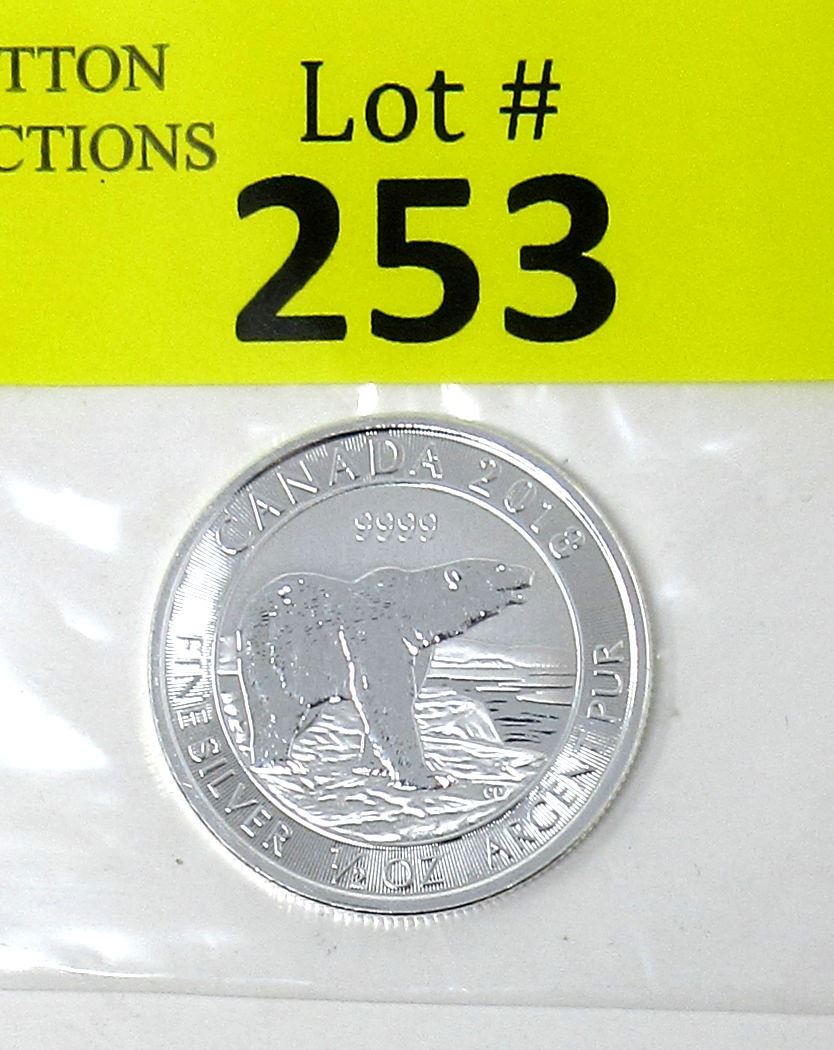 TTON
CTIONS
Lot #
253
CANADA 2018
9999
FINE SILVER 1/2 OZ ARGENT PUR